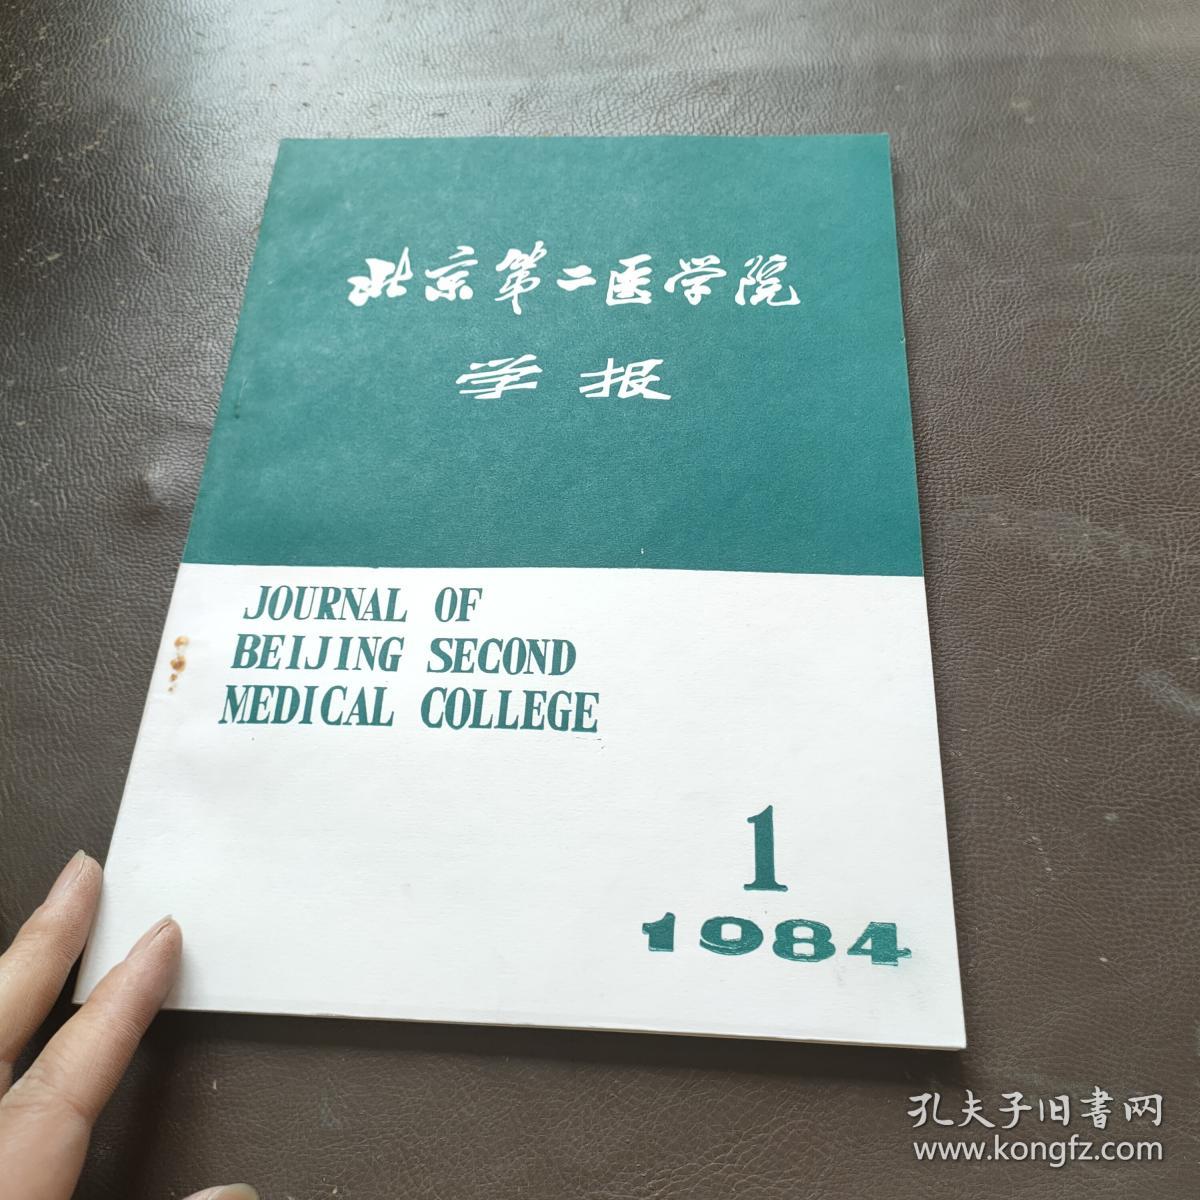 北京第二医学院
学报
JOURNAL OF
BEIJING SECOND
MEDICAL COLLEGE
1
1984
孔夫子旧书网
www.kongfz.com